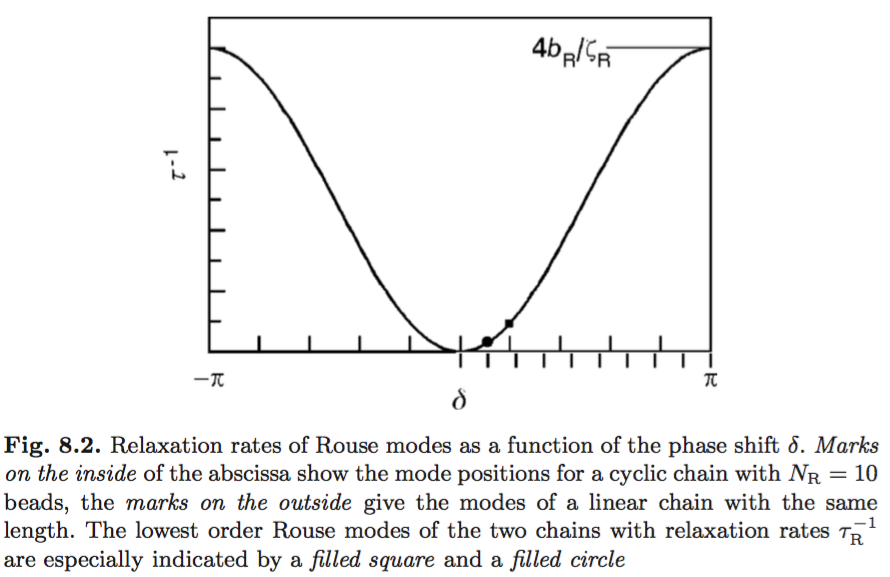 4b_R/ζ_R
τ⁻¹
−π
π
δ
Fig. 8.2. Relaxation rates of Rouse modes as a function of the phase shift δ. Marks
on the inside of the abscissa show the mode positions for a cyclic chain with N_R = 10
beads, the marks on the outside give the modes of a linear chain with the same
length. The lowest order Rouse modes of the two chains with relaxation rates τ_R⁻¹
are especially indicated by a filled square and a filled circle